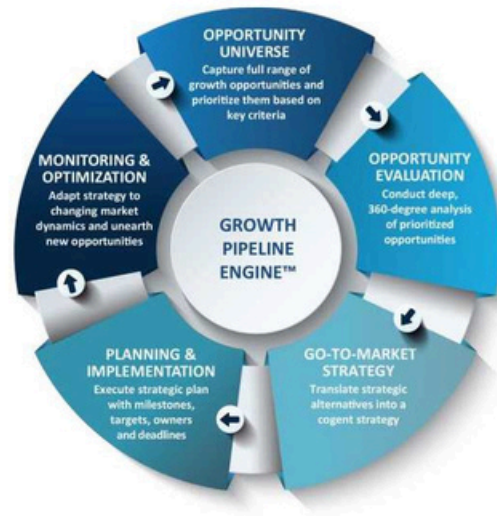 OPPORTUNITY
UNIVERSE
Capture full range of
growth opportunities and
prioritize them based on
key criteria
OPPORTUNITY
EVALUATION
Conduct deep,
360-degree analysis
of prioritized
opportunities
GO-TO-MARKET
STRATEGY
Translate strategic
alternatives into a
cogent strategy
PLANNING &
IMPLEMENTATION
Execute strategic plan
with milestones,
targets, owners
and deadlines
MONITORING &
OPTIMIZATION
Adapt strategy to
changing market
dynamics and unearth
new opportunities
GROWTH
PIPELINE
ENGINE™